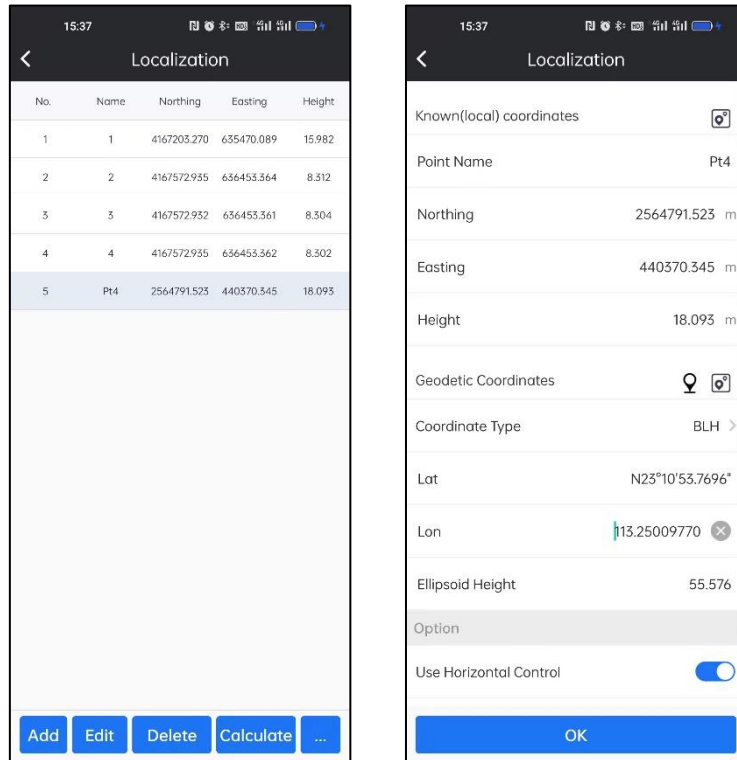 15:37
Localization
No. Name Northing Easting Height
1 1 4167203.270 635470.089 15.982
2 2 4167572.935 636453.364 8.312
3 3 4167572.932 636453.361 8.304
4 4 4167572.935 636453.362 8.302
5 Pt4 2564791.523 440370.345 18.093
Add Edit Delete Calculate ...
15:37
Localization
Known(local) coordinates
Point Name Pt4
Northing 2564791.523 m
Easting 440370.345 m
Height 18.093 m
Geodetic Coordinates
Coordinate Type BLH >
Lat N23°10'53.7696"
Lon 113.25009770
Ellipsoid Height 55.576
Option
Use Horizontal Control
OK